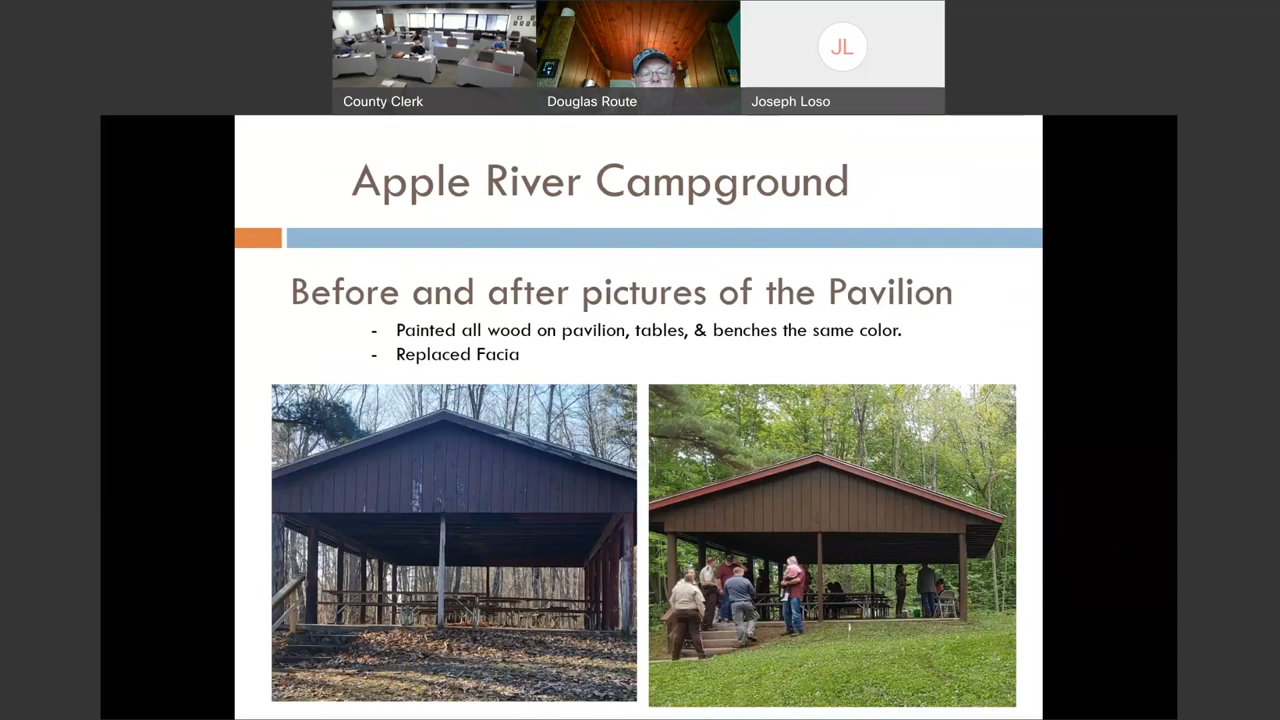 County Clerk
Douglas Route
JL
Joseph Loso
Apple River Campground
Before and after pictures of the Pavilion
- Painted all wood on pavilion, tables, & benches the same color.
- Replaced Facia